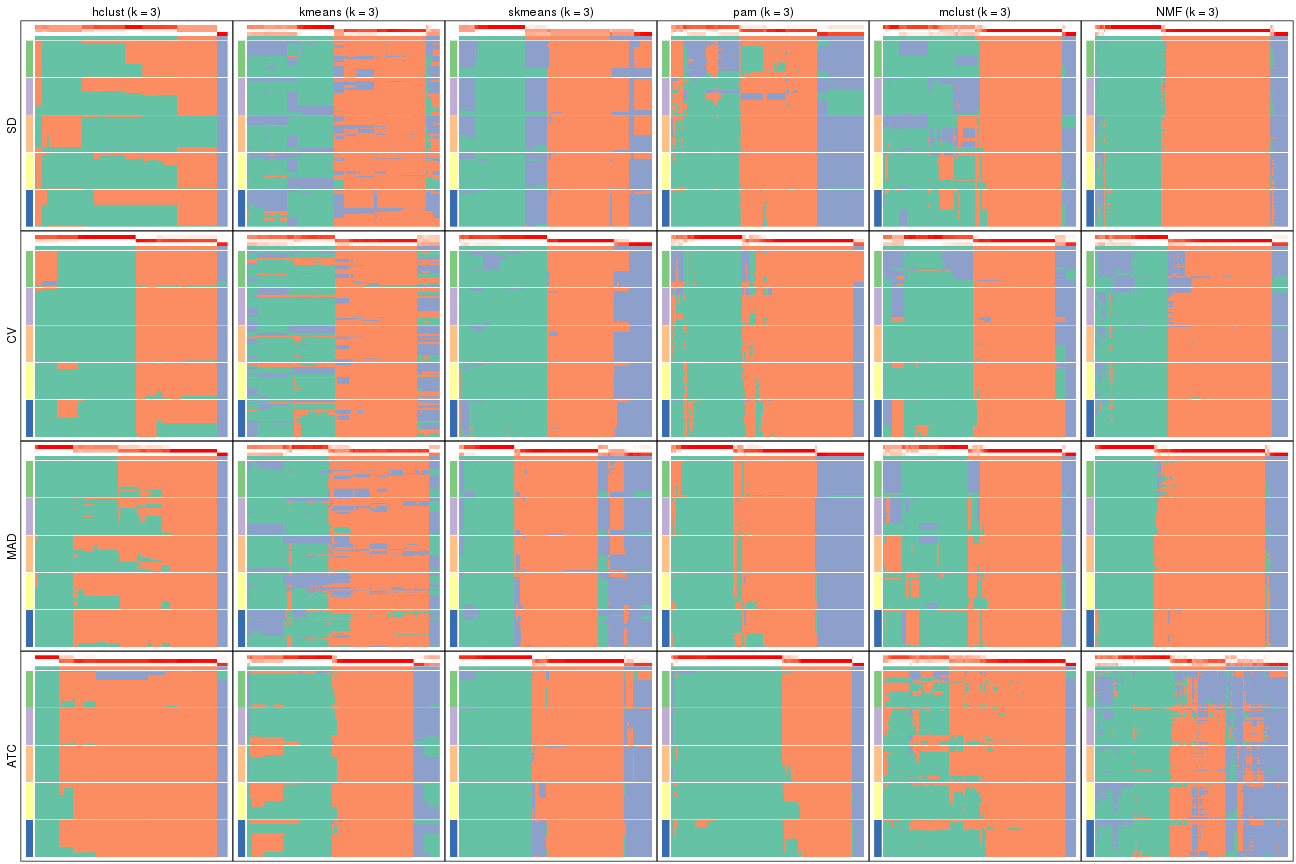 hclust (k = 3) kmeans (k = 3) skmeans (k = 3) pam (k = 3) mclust (k = 3) NMF (k = 3)
SD
CV
MAD
ATC